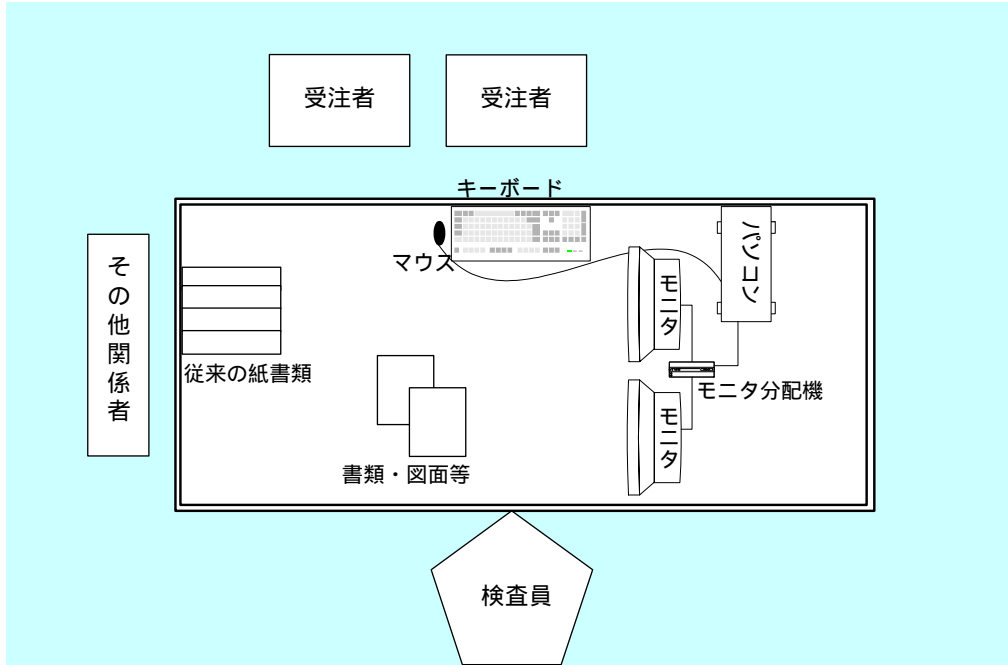 受注者
受注者
キーボード
マウス
パソコン
モニタ
その他関係者
従来の紙書類
モニタ分配機
モニタ
書類・図面等
検査員